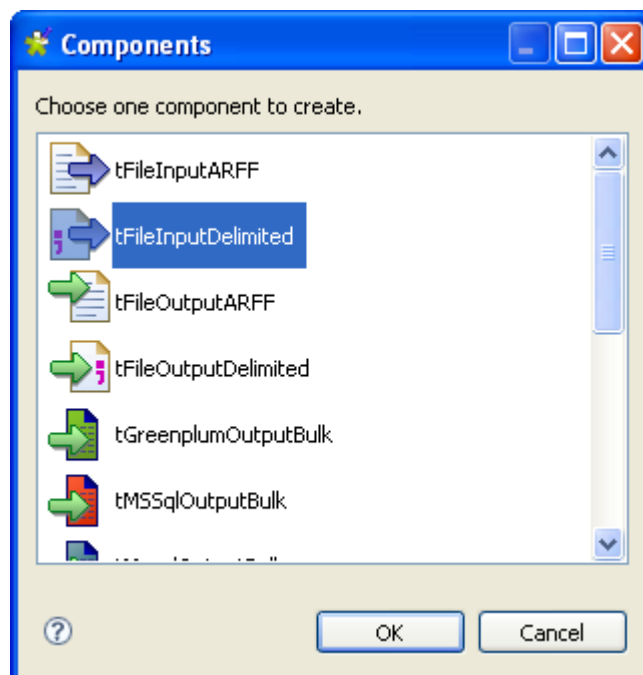 Components
Choose one component to create.
tFileInputARFF
tFileInputDelimited
tFileOutputARFF
tFileOutputDelimited
tGreenplumOutputBulk
tMSSqlOutputBulk
OK
Cancel